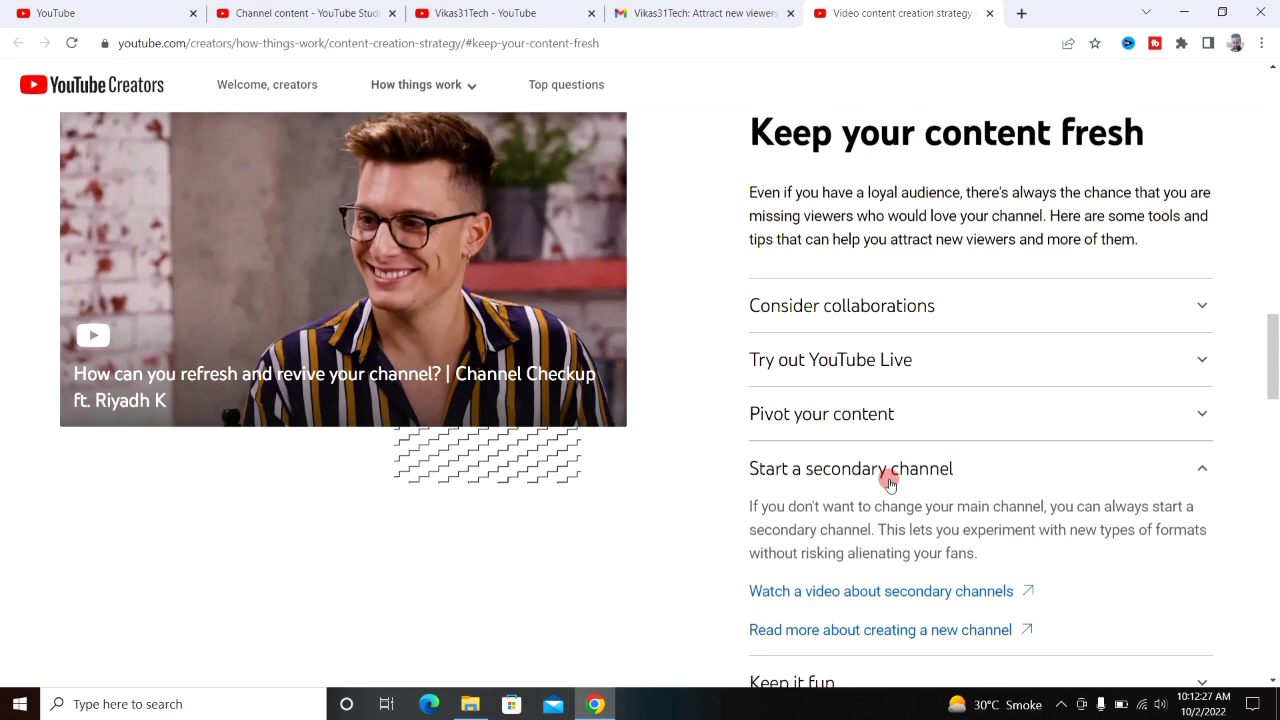 YouTube
Channel content - YouTube Studi
Vikas31Tech - YouTube
Vikas31Tech: Attract new viewers
Video content creation strategy -
youtube.com/creators/how-things-work/content-creation-strategy/#keep-your-content-fresh
YouTube Creators
Welcome, creators
How things work
Top questions
How can you refresh and revive your channel? | Channel Checkup
ft. Riyadh K
Keep your content fresh
Even if you have a loyal audience, there's always the chance that you are
missing viewers who would love your channel. Here are some tools and
tips that can help you attract new viewers and more of them.
Consider collaborations
Try out YouTube Live
Pivot your content
Start a secondary channel
If you don't want to change your main channel, you can always start a
secondary channel. This lets you experiment with new types of formats
without risking alienating your fans.
Watch a video about secondary channels
Read more about creating a new channel
Keep it fun
Type here to search
30°C Smoke
10:12:27 AM
10/2/2022